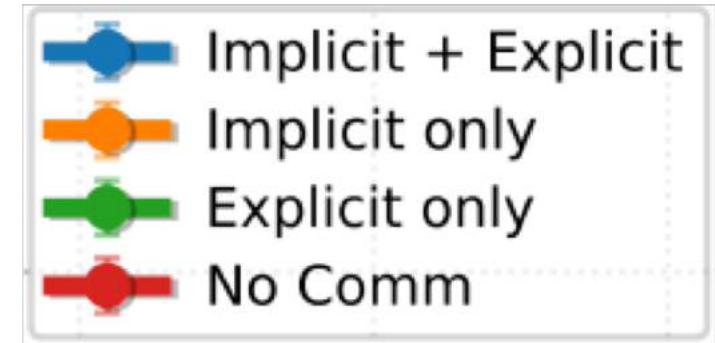 Implicit + Explicit
Implicit only
Explicit only
No Comm